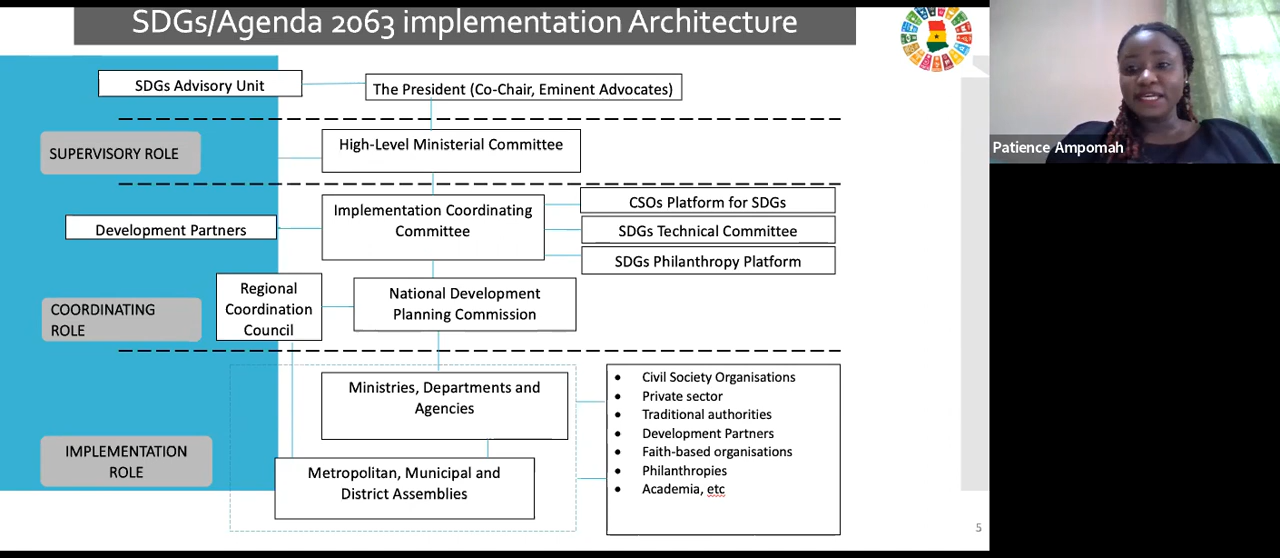 SDGs/Agenda 2063 implementation Architecture
SDGs Advisory Unit
The President (Co-Chair, Eminent Advocates)
SUPERVISORY ROLE
High-Level Ministerial Committee
Patience Ampomah
Development Partners
Implementation Coordinating
Committee
CSOs Platform for SDGs
SDGs Technical Committee
SDGs Philanthropy Platform
COORDINATING
ROLE
Regional
Coordination
Council
National Development
Planning Commission
Ministries, Departments and
Agencies
IMPLEMENTATION
ROLE
Metropolitan, Municipal and
District Assemblies
• Civil Society Organisations
• Private sector
• Traditional authorities
• Development Partners
• Faith-based organisations
• Philanthropies
• Academia, etc
5